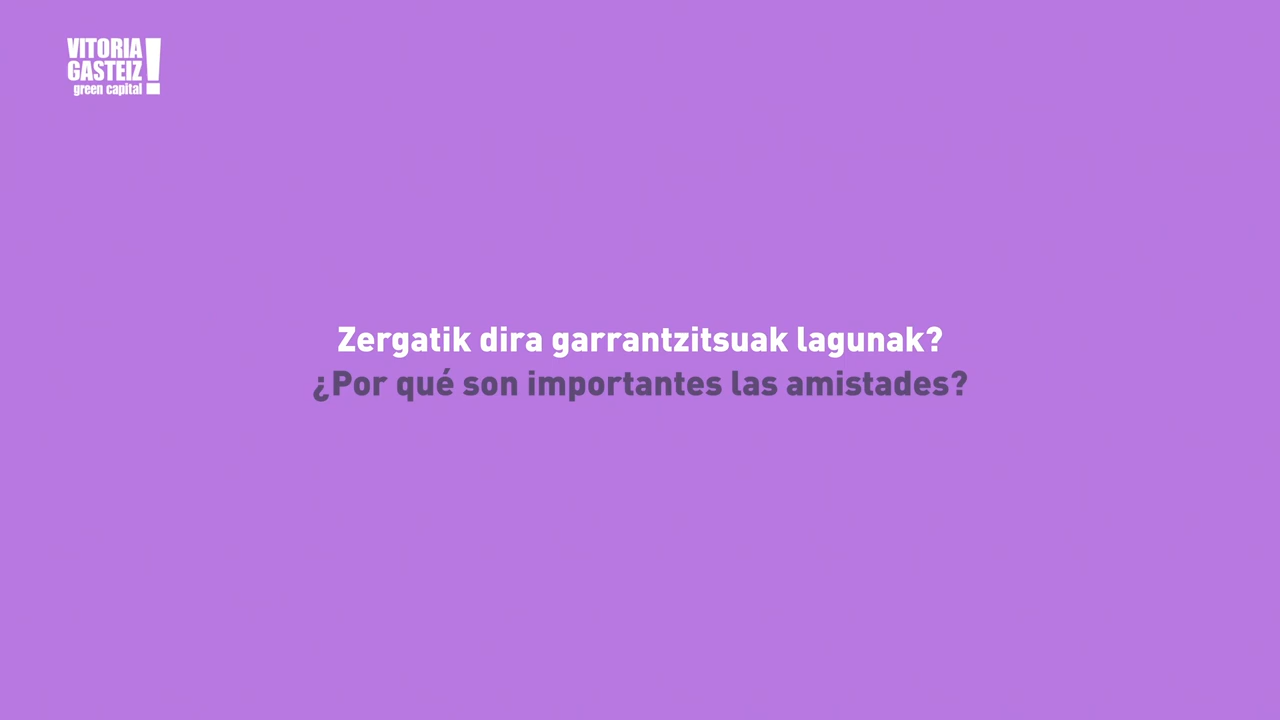 VITORIA
GASTEIZ!
green capital
Zergatik dira garrantzitsuak lagunak?
¿Por qué son importantes las amistades?